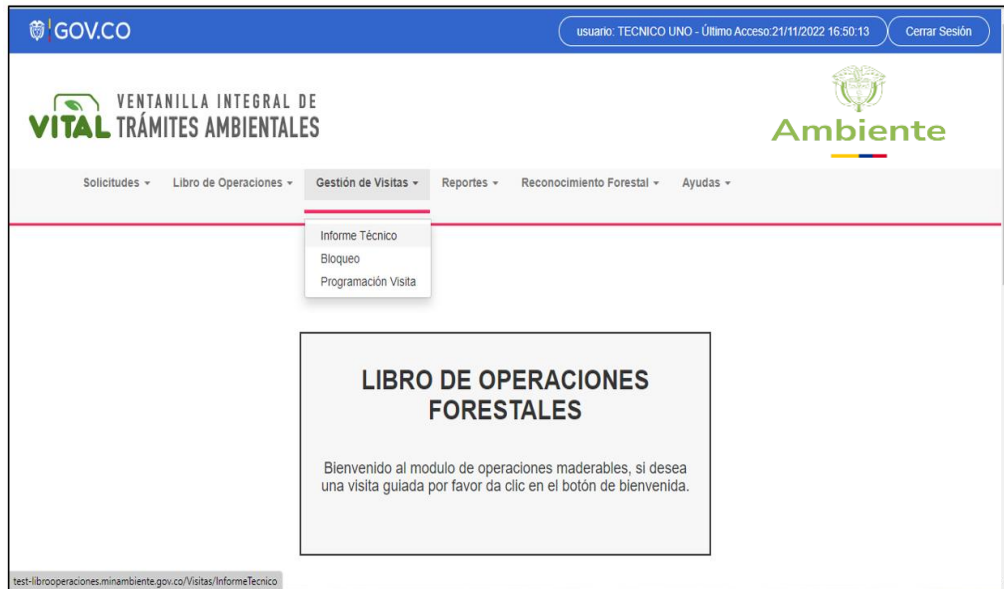 GOV.CO
usuario: TECNICO UNO - Último Acceso:21/11/2022 16:50:13
Cerrar Sesión
VITAL
VENTANILLA INTEGRAL DE
TRÁMITES AMBIENTALES
Ambiente
Solicitudes
Libro de Operaciones
Gestión de Visitas
Reportes
Reconocimiento Forestal
Ayudas
Informe Técnico
Bloqueo
Programación Visita
LIBRO DE OPERACIONES
FORESTALES
Bienvenido al modulo de operaciones maderables, si desea
una visita guiada por favor da clic en el botón de bienvenida.
test-librooperaciones.minambiente.gov.co/Visitas/InformeTecnico